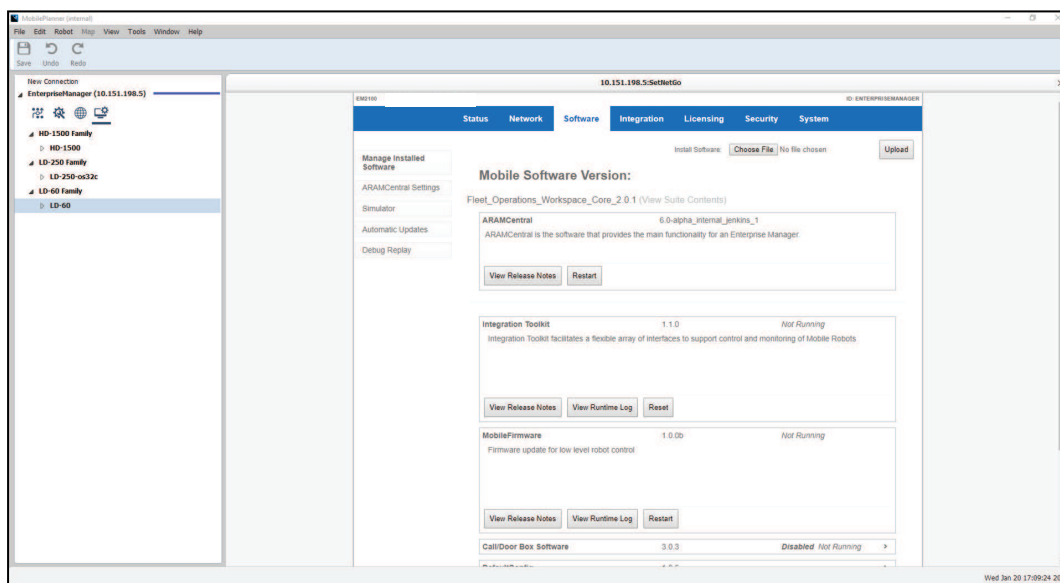 MobilePlanner (internal)
File Edit Robot Map View Tools Window Help
Save Undo Redo
New Connection
EnterpriseManager (10.151.198.5)
HD-1500 Family
HD-1500
LD-250 Family
LD-250-os32c
LD-60 Family
LD-60
10.151.198.5:SetNetGo
EM2100 ID: ENTERPRISEMANAGER
Status Network Software Integration Licensing Security System
Manage Installed
Software
ARAMCentral Settings
Simulator
Automatic Updates
Debug Replay
Install Software: Choose File No file chosen Upload
Mobile Software Version:
Fleet_Operations_Workspace_Core_2.0.1 (View Suite Contents)
ARAMCentral 6.0-alpha_internal_jenkins_1
ARAMCentral is the software that provides the main functionality for an Enterprise Manager
View Release Notes Restart
Integration Toolkit 1.1.0 Not Running
Integration Toolkit facilitates a flexible array of interfaces to support control and monitoring of Mobile Robots
View Release Notes View Runtime Log Reset
MobileFirmware 1.0.0b Not Running
Firmware update for low level robot control
View Release Notes View Runtime Log Restart
Call/Door Box Software 3.0.3 Disabled Not Running
Wed Jan 20 17:09:24 20